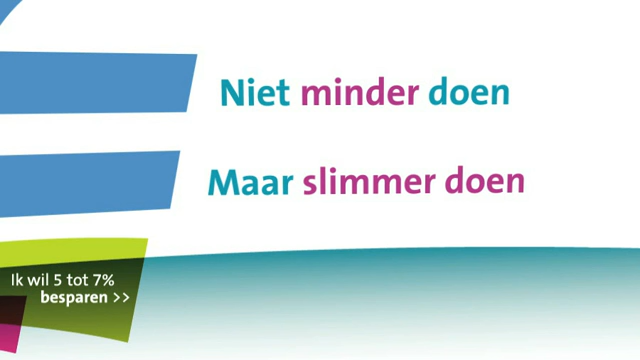 Niet minder doen
Maar slimmer doen
Ik wil 5 tot 7%
besparen >>